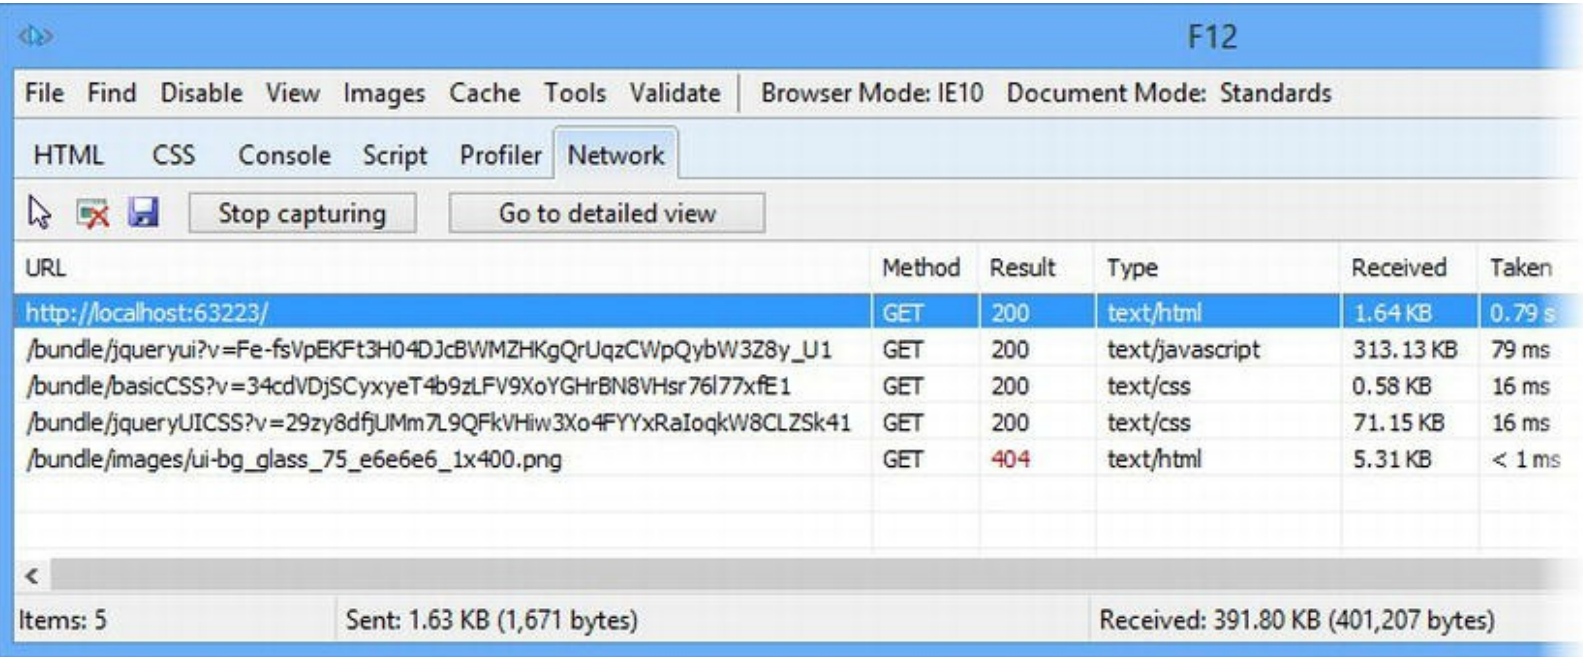 F12
File Find Disable View Images Cache Tools Validate Browser Mode: IE10 Document Mode: Standards
HTML CSS Console Script Profiler Network
Stop capturing Go to detailed view
URL Method Result Type Received Taken
http://localhost:63223/ GET 200 text/html 1.64 KB 0.79 s
/bundle/jqueryui?v=Fe-fsVpEKFt3H04DJcBWMZHKgQrUqzCWpQybW3Z8y_U1 GET 200 text/javascript 313.13 KB 79 ms
/bundle/basicCSS?v=34cdVDjSCyxyeT4b9zLFV9XoYGHrBN8VHsr76l77xfE1 GET 200 text/css 0.58 KB 16 ms
/bundle/jqueryUICSS?v=29zy8dfjUMm7L9QFkVHiw3Xo4FYYxRaIoqkW8CLZSk41 GET 200 text/css 71.15 KB 16 ms
/bundle/images/ui-bg_glass_75_e6e6e6_1x400.png GET 404 text/html 5.31 KB < 1 ms
Items: 5 Sent: 1.63 KB (1,671 bytes) Received: 391.80 KB (401,207 bytes)